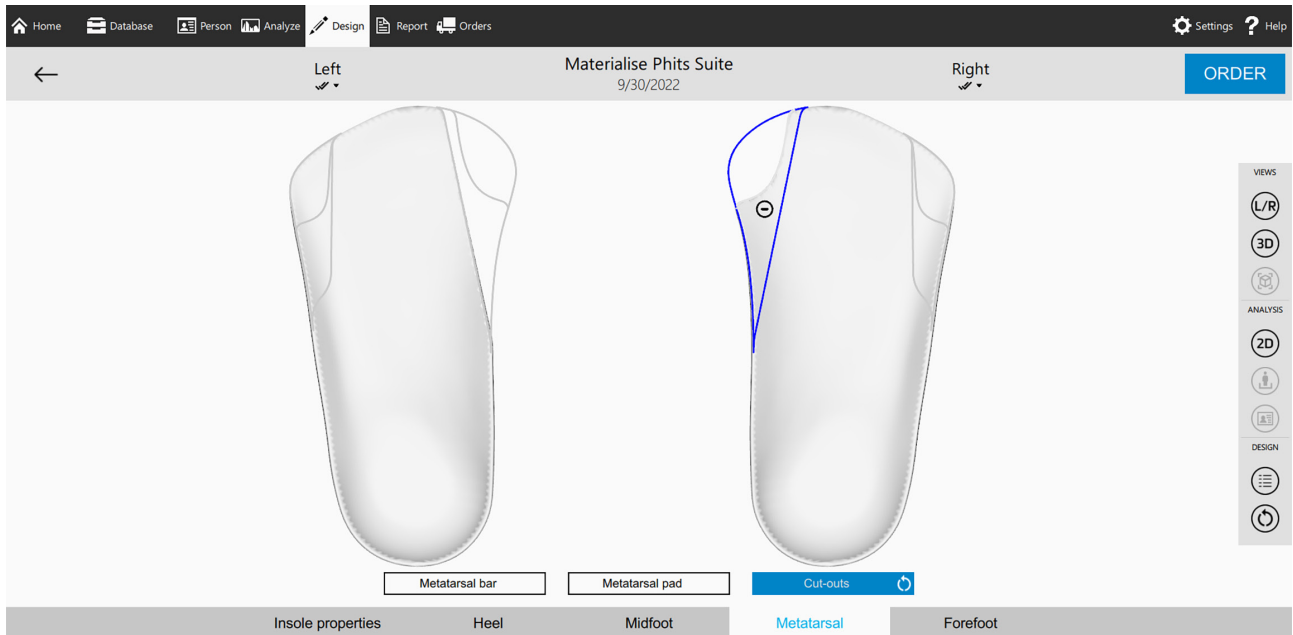 Home Database Person Analyze Design Report Orders Settings ? Help
Left Materialise Phits Suite Right ORDER
9/30/2022
VIEWS
L/R
3D
ANALYSIS
2D
DESIGN
Metatarsal bar Metatarsal pad Cut-outs
Insole properties Heel Midfoot Metatarsal Forefoot